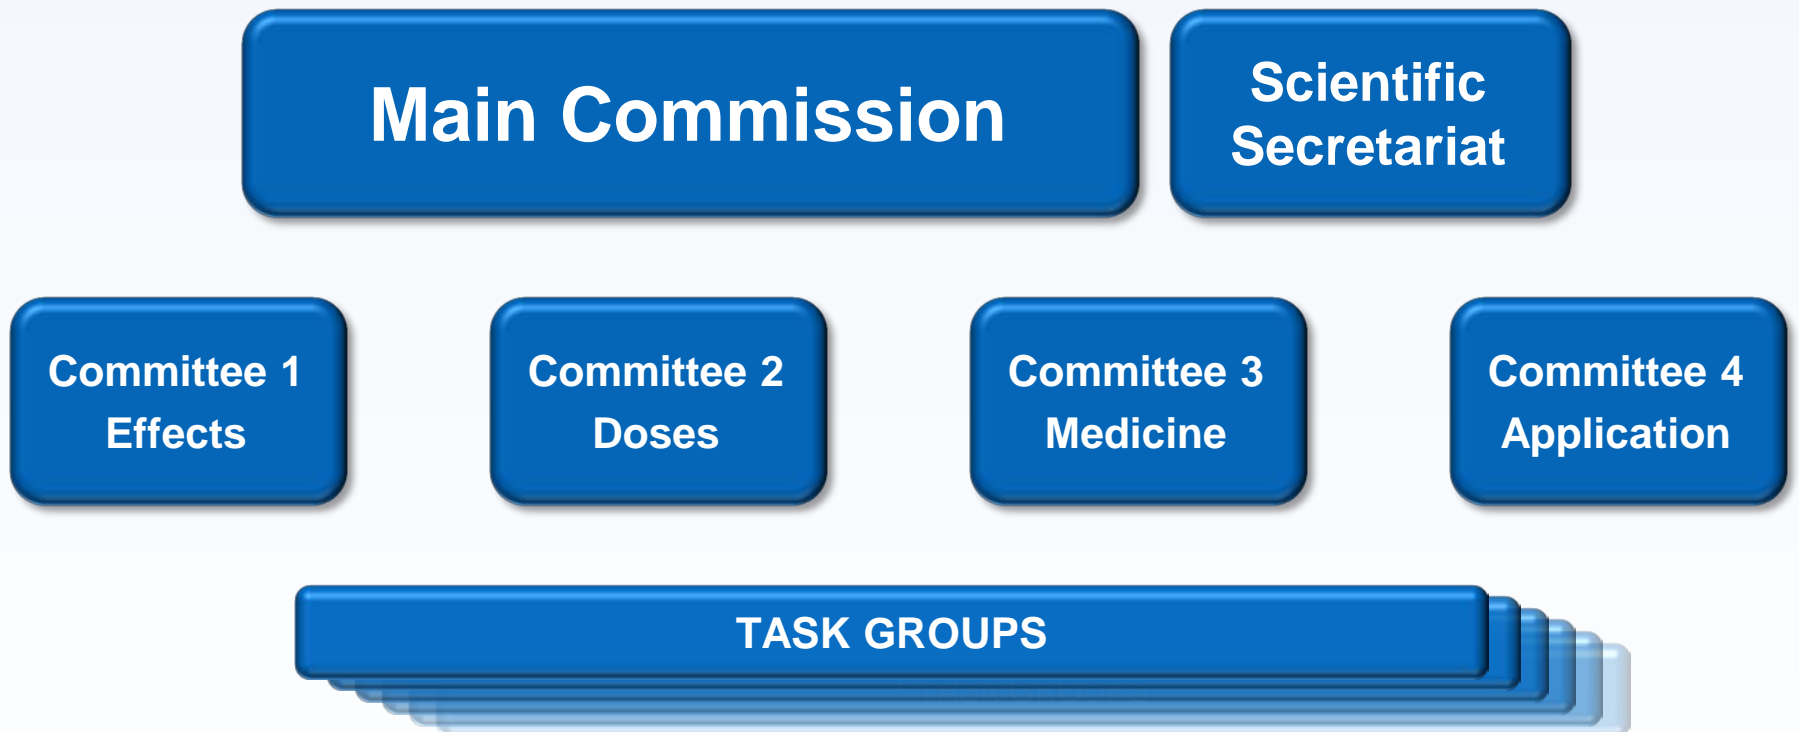 Main Commission
Scientific
Secretariat
Committee 1
Effects
Committee 2
Doses
Committee 3
Medicine
Committee 4
Application
TASK GROUPS